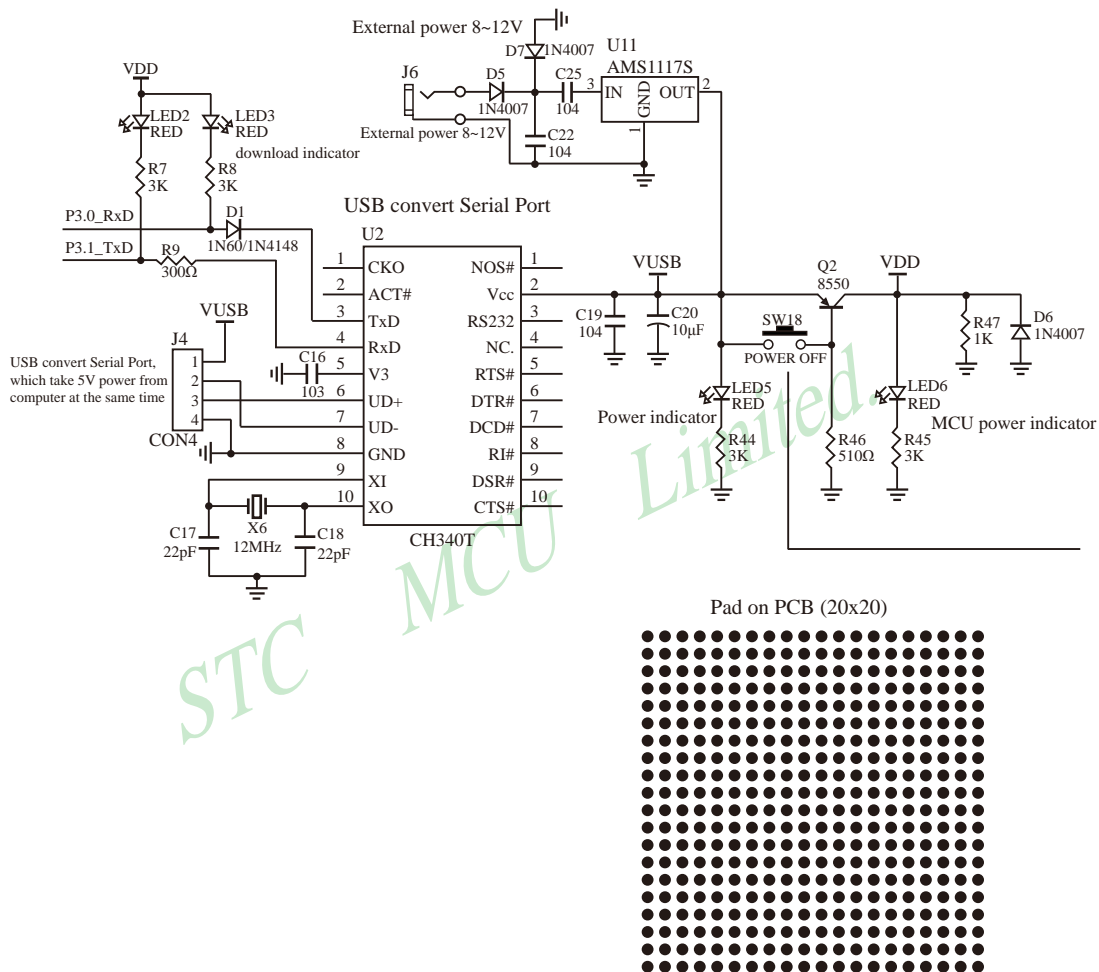 External power 8~12V
D7
1N4007
U11
AMS1117S
VDD
J6
D5
1N4007
C25
104
3
IN
GND
OUT
2
1
LED2
RED
LED3
RED
External power 8~12V
C22
104
download indicator
R7
3K
R8
3K
USB convert Serial Port
P3.0_RxD
D1
1N60/1N4148
P3.1_TxD
R9
300Ω
U2
1
CKO
NOS#
1
2
ACT#
Vcc
2
3
TxD
RS232
3
4
RxD
NC.
4
5
V3
RTS#
5
6
UD+
DTR#
6
7
UD-
DCD#
7
8
GND
RI#
8
9
XI
DSR#
9
10
XO
CTS#
10
CH340T
VUSB
J4
1
2
3
4
CON4
USB convert Serial Port,
which take 5V power from
computer at the same time
C16
103
C17
22pF
X6
12MHz
C18
22pF
VUSB
C19
104
C20
10μF
Q2
8550
VDD
SW18
POWER OFF
R47
1K
D6
1N4007
LED5
RED
Power indicator
LED6
RED
MCU power indicator
R44
3K
R46
510Ω
R45
3K
STC MCU Limited.
Pad on PCB (20x20)